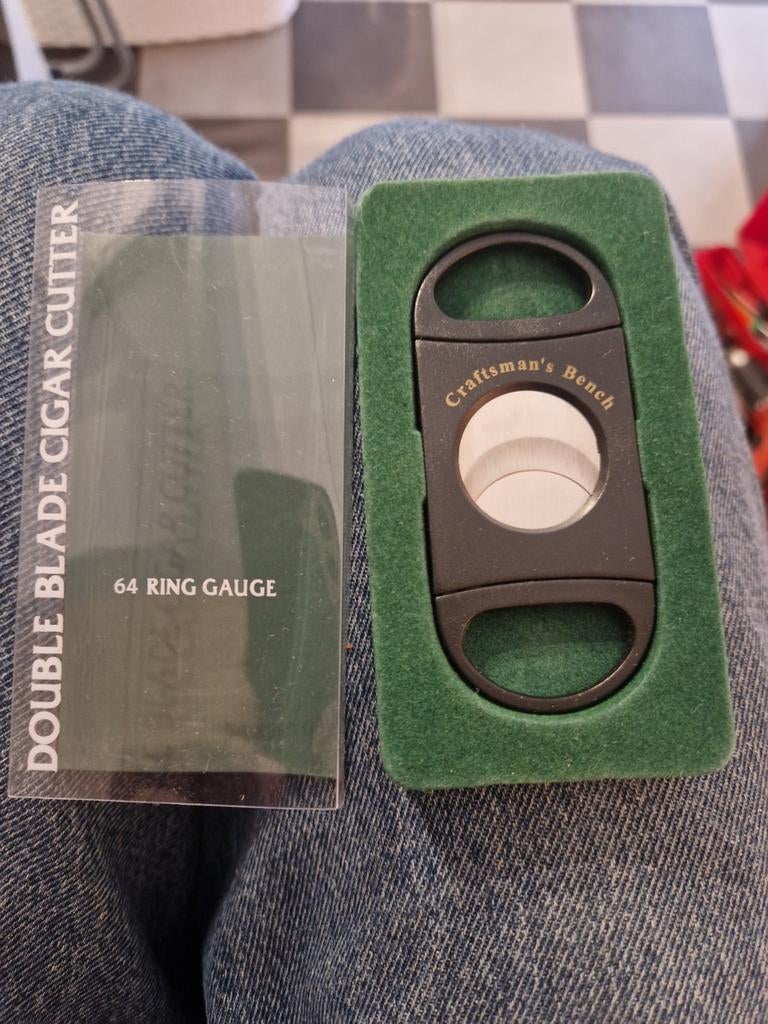 DOUBLE BLADE CIGAR CUTTER
64 RING GAUGE
Craftsman's Bench